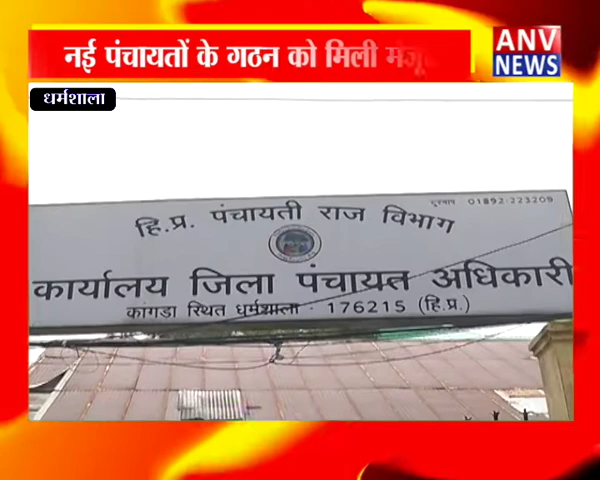 नई पंचायतों के गठन को मिली
ANV
NEWS
धर्मशाला
दूरभाष 01892-223209
हि.प्र. पंचायती राज विभाग
कार्यालय जिला पंचायत अधिकारी
कांगडा स्थित धर्मशाला - 176215 (हि.प्र.)